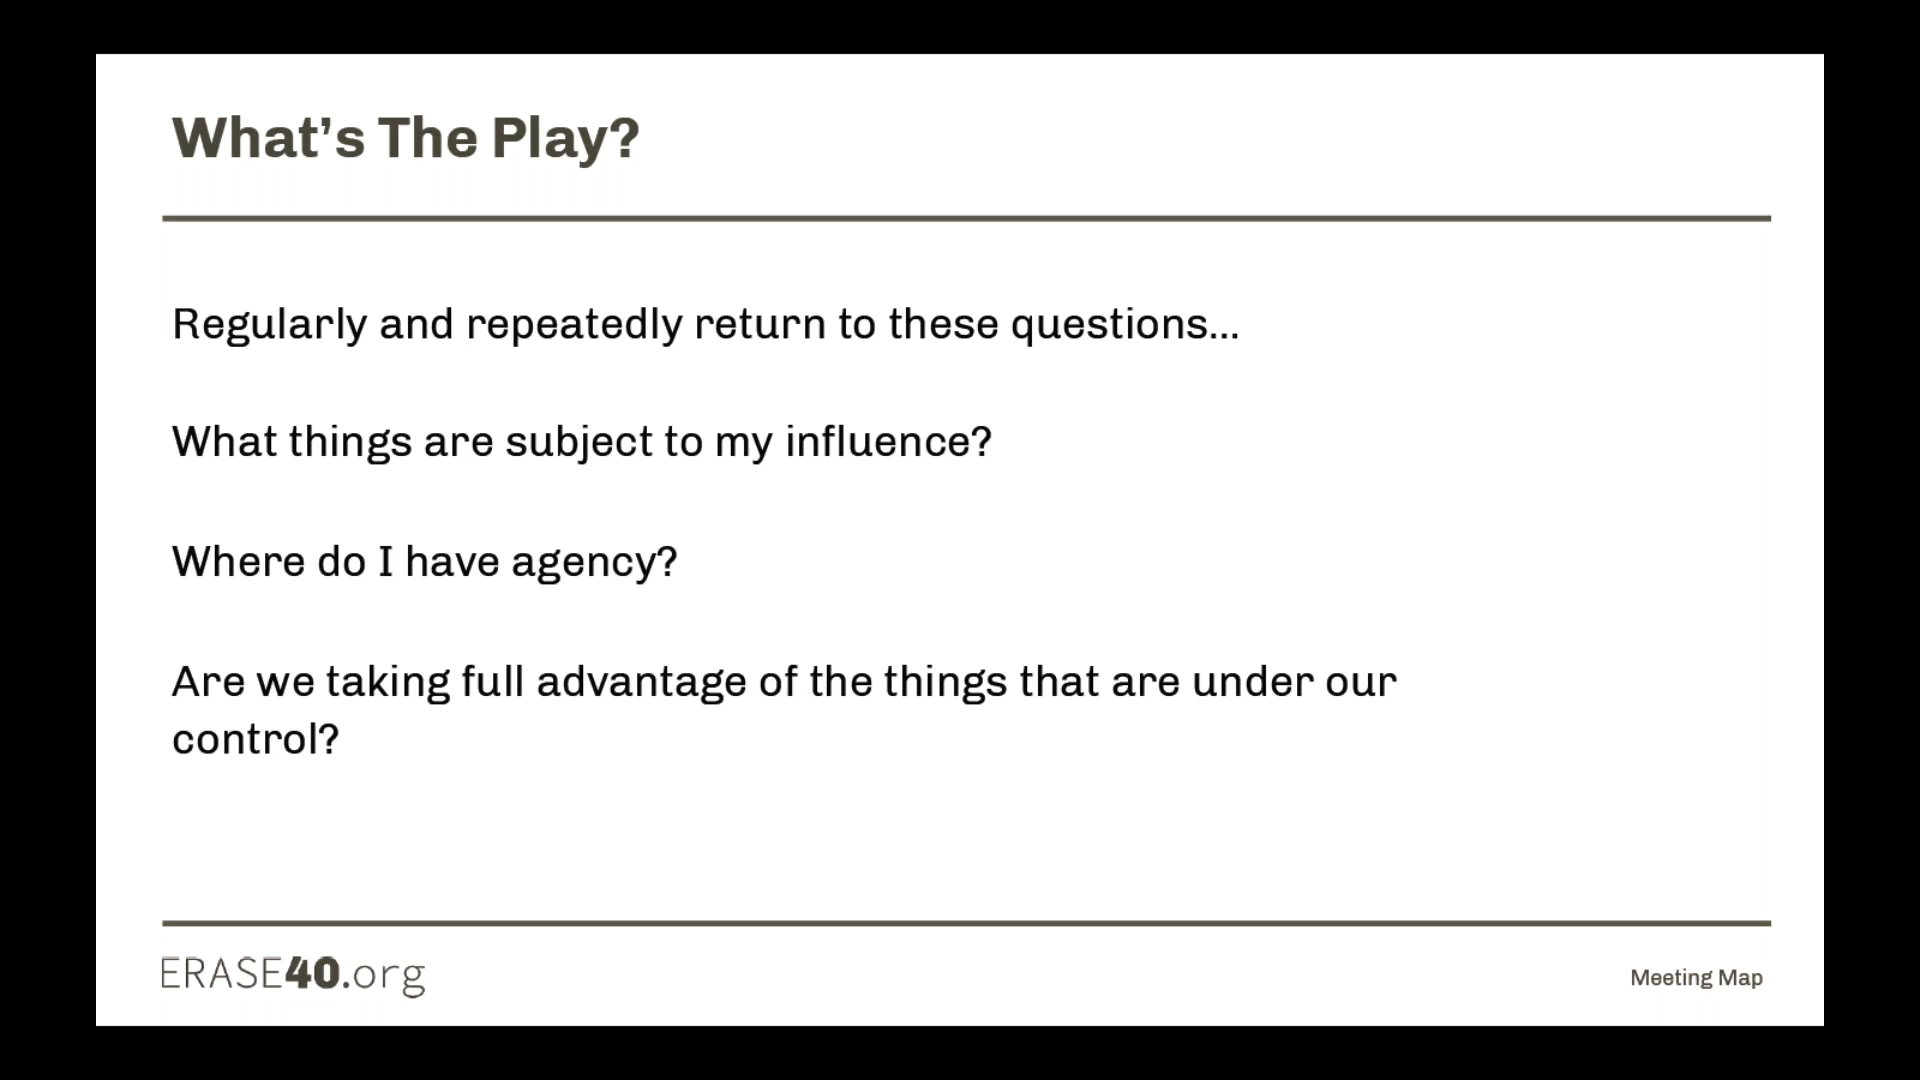 What’s The Play?
Regularly and repeatedly return to these questions...
What things are subject to my influence?
Where do I have agency?
Are we taking full advantage of the things that are under our
control?
ERASE40.org
Meeting Map